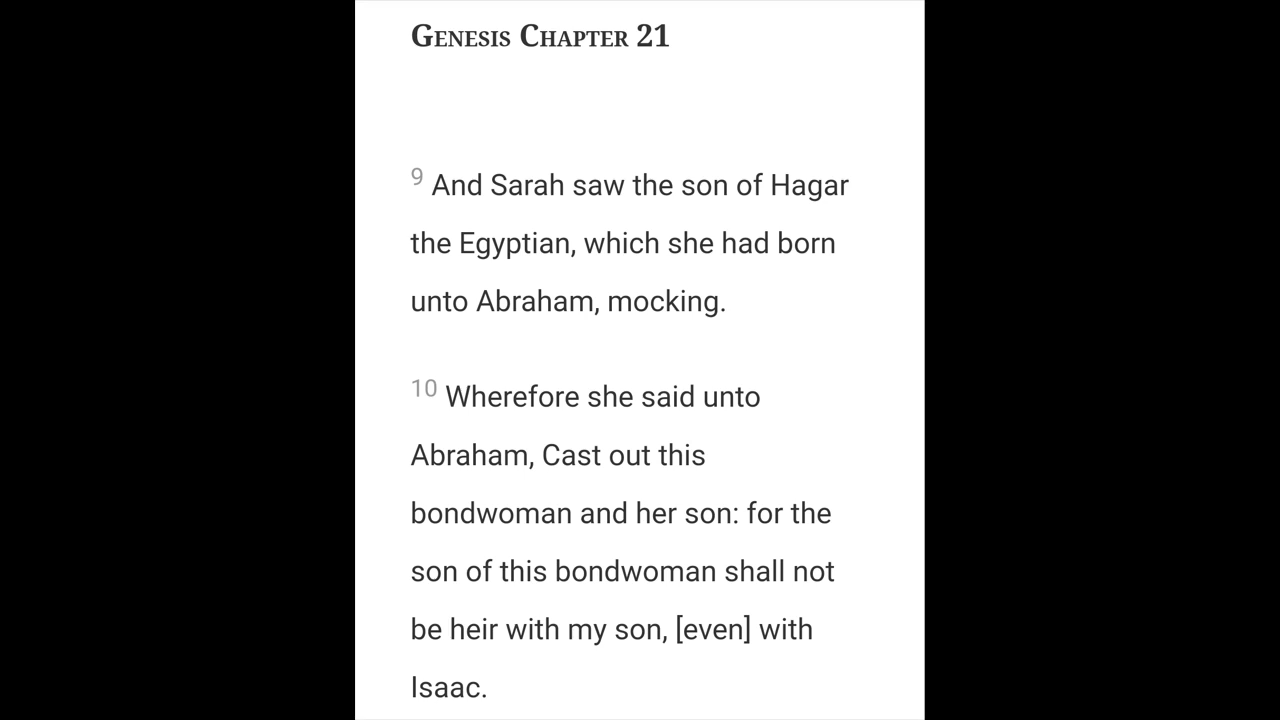 Genesis Chapter 21
9 And Sarah saw the son of Hagar
the Egyptian, which she had born
unto Abraham, mocking.
10 Wherefore she said unto
Abraham, Cast out this
bondwoman and her son: for the
son of this bondwoman shall not
be heir with my son, [even] with
Isaac.